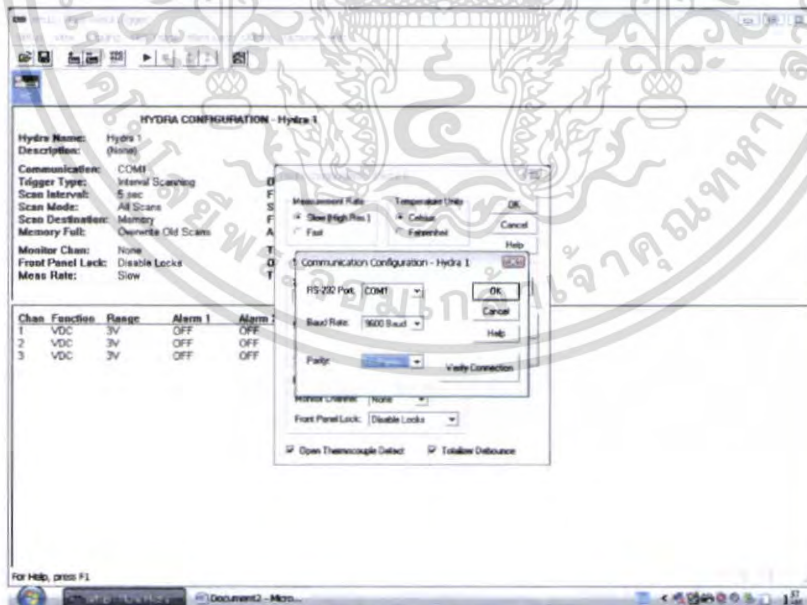 HYDRA CONFIGURATION - Hydra 1
Hydra Name: Hydra 1
Description: (None)
Communication: COM1
Trigger Type: Interval Scanning
Scan Interval: 5 sec
Scan Mode: All Scans
Scan Destination: Memory
Memory Full: Overwrite Old Scans
Monitor Chan: None
Front Panel Lock: Disable Locks
Meas Rate: Slow
Chan Function Range Alarm 1 Alarm
1 VDC 3V OFF OFF
2 VDC 3V OFF OFF
3 VDC 3V OFF OFF
Measurement Rate
Slow (High Res.)
Fast
Temperature Units
Celsius
Fahrenheit
OK
Cancel
Help
Communication Configuration - Hydra 1
RS-232 Port: COM1
Baud Rate: 9600 Baud
Parity:
OK
Cancel
Help
Verify Connection
Monitor Channel: None
Front Panel Lock: Disable Locks
Open Thermocouple Detect
Totalizer Debounce
For Help, press F1
Document2 - Micro...